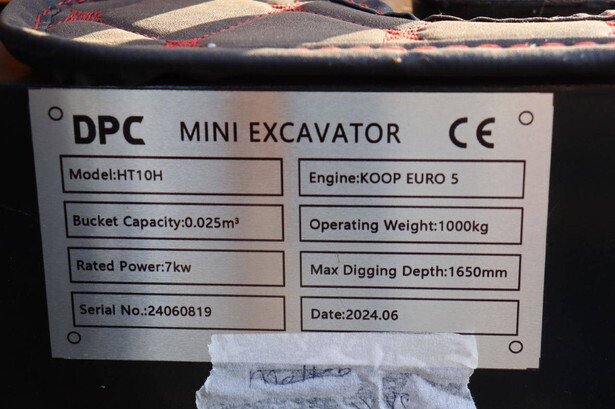 DPC MINI EXCAVATOR CE
Model:HT10H
Engine:KOOP EURO 5
Bucket Capacity:0.025m³
Operating Weight:1000kg
Rated Power:7kw
Max Digging Depth:1650mm
Serial No.:24060819
Date:2024.06